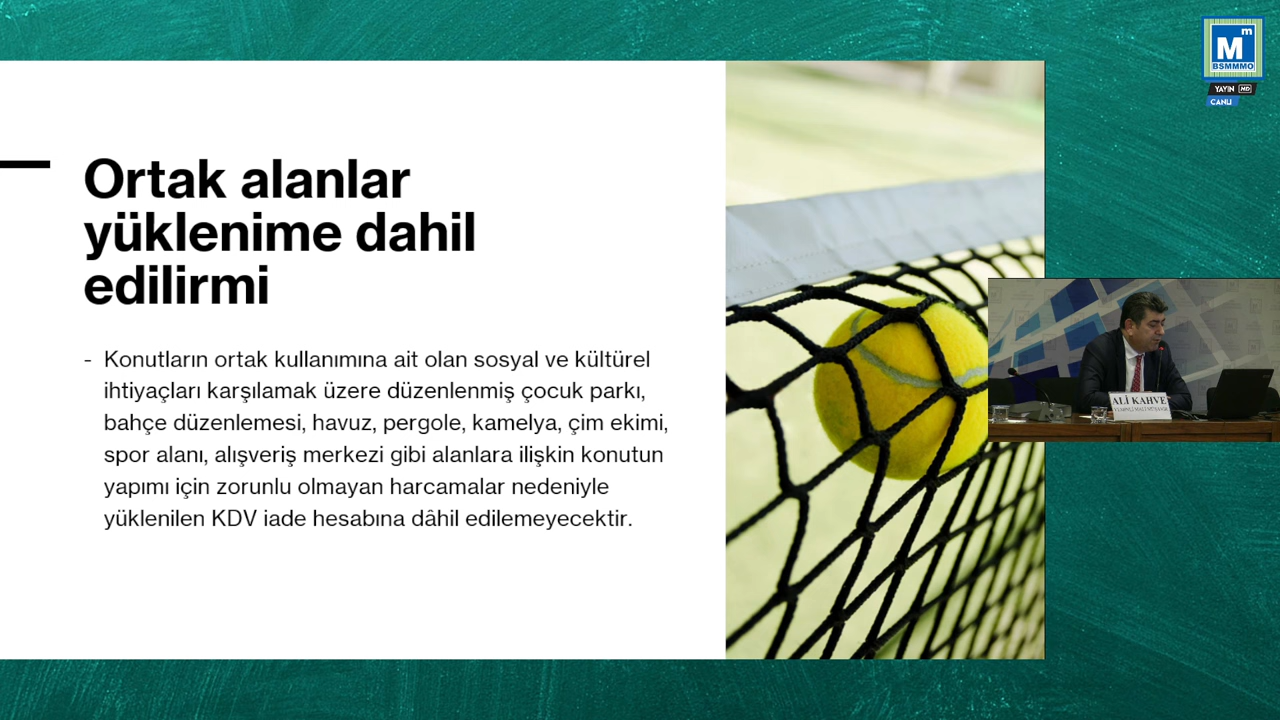 Ortak alanlar
yüklenime dahil
edilirmi
- Konutların ortak kullanımına ait olan sosyal ve kültürel
ihtiyaçları karşılamak üzere düzenlenmiş çocuk parkı,
bahçe düzenlemesi, havuz, pergole, kamelya, çim ekimi,
spor alanı, alışveriş merkezi gibi alanlara ilişkin konutun
yapımı için zorunlu olmayan harcamalar nedeniyle
yüklenilen KDV iade hesabına dâhil edilemeyecektir.
Mm
BSMMMO
YAYIN HD
CANLI
ALİ KAHVE